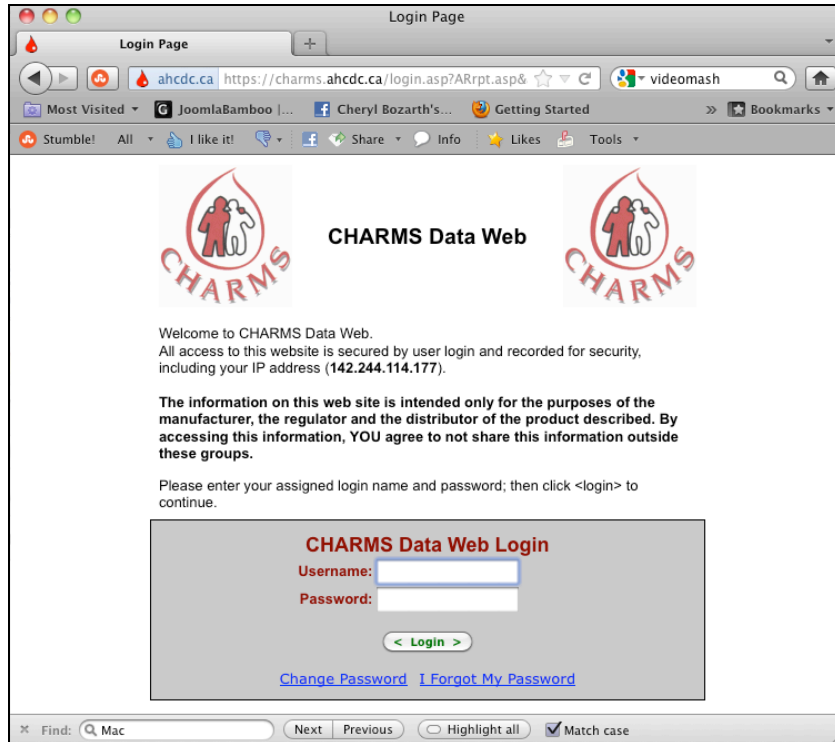 Login Page
Login Page
ahcdc.ca https://charms.ahcdc.ca/login.asp?ARrpt.asp& videomash
Most Visited G JoomlaBamboo |... Cheryl Bozarth's... Getting Started » Bookmarks
Stumble! All I like it! Share Info Likes Tools
CHARMS CHARMS Data Web CHARMS
Welcome to CHARMS Data Web.
All access to this website is secured by user login and recorded for security,
including your IP address (142.244.114.177).
The information on this web site is intended only for the purposes of the
manufacturer, the regulator and the distributor of the product described. By
accessing this information, YOU agree to not share this information outside
these groups.
Please enter your assigned login name and password; then click <login> to
continue.
CHARMS Data Web Login
Username:
Password:
< Login >
Change Password I Forgot My Password
Find: Mac Next Previous Highlight all Match case